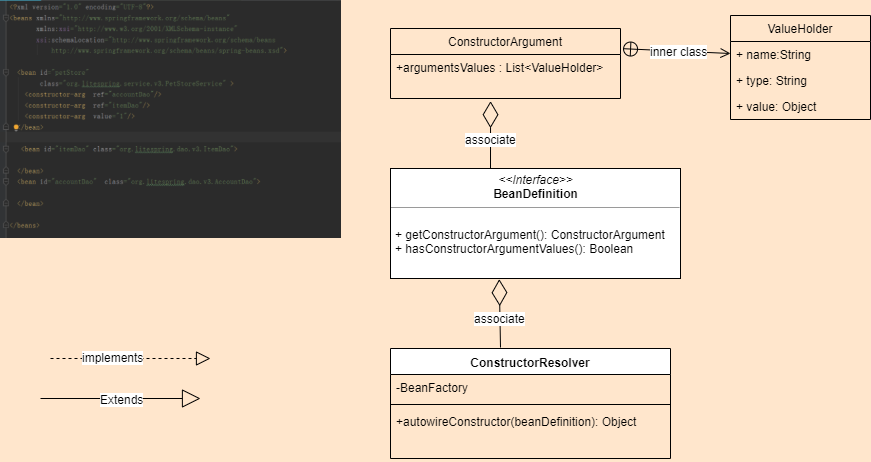 <?xml version="1.0" encoding="UTF-8"?>
<beans xmlns="http://www.springframework.org/schema/beans"
xmlns:xsi="http://www.w3.org/2001/XMLSchema-instance"
xsi:schemaLocation="http://www.springframework.org/schema/beans
http://www.springframework.org/schema/beans/spring-beans.xsd">
<bean id="petStore"
class="org.litespring.service.v3.PetStoreService" >
<constructor-arg ref="accountDao"/>
<constructor-arg ref="itemDao"/>
<constructor-arg value="1"/>
</bean>
<bean id="itemDao" class="org.litespring.dao.v3.ItemDao">
</bean>
<bean id="accountDao" class="org.litespring.dao.v3.AccountDao">
</bean>
</beans>
ConstructorArgument
+argumentsValues : List<ValueHolder>
inner class
ValueHolder
+ name:String
+ type: String
+ value: Object
associate
<<Interface>>
BeanDefinition
+ getConstructorArgument(): ConstructorArgument
+ hasConstructorArgumentValues(): Boolean
associate
ConstructorResolver
-BeanFactory
+autowireConstructor(beanDefinition): Object
implements
Extends